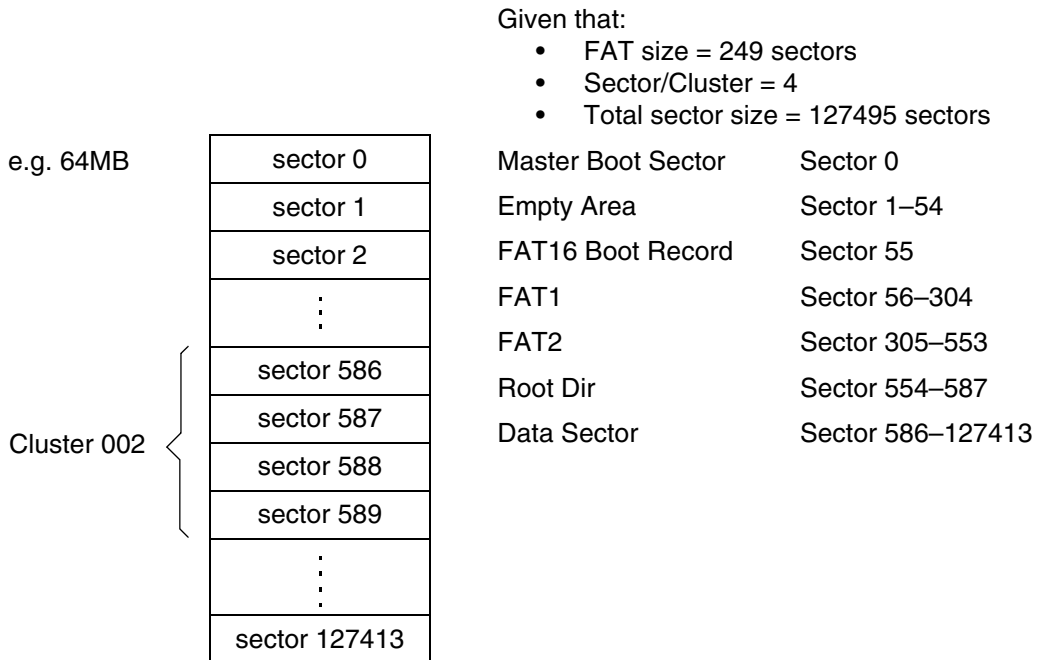 Given that:
• FAT size = 249 sectors
• Sector/Cluster = 4
• Total sector size = 127495 sectors
e.g. 64MB
sector 0
Master Boot Sector Sector 0
sector 1
Empty Area Sector 1–54
sector 2
FAT16 Boot Record Sector 55
FAT1 Sector 56–304
FAT2 Sector 305–553
sector 586
Root Dir Sector 554–587
sector 587
Data Sector Sector 586–127413
Cluster 002
sector 588
sector 589
sector 127413